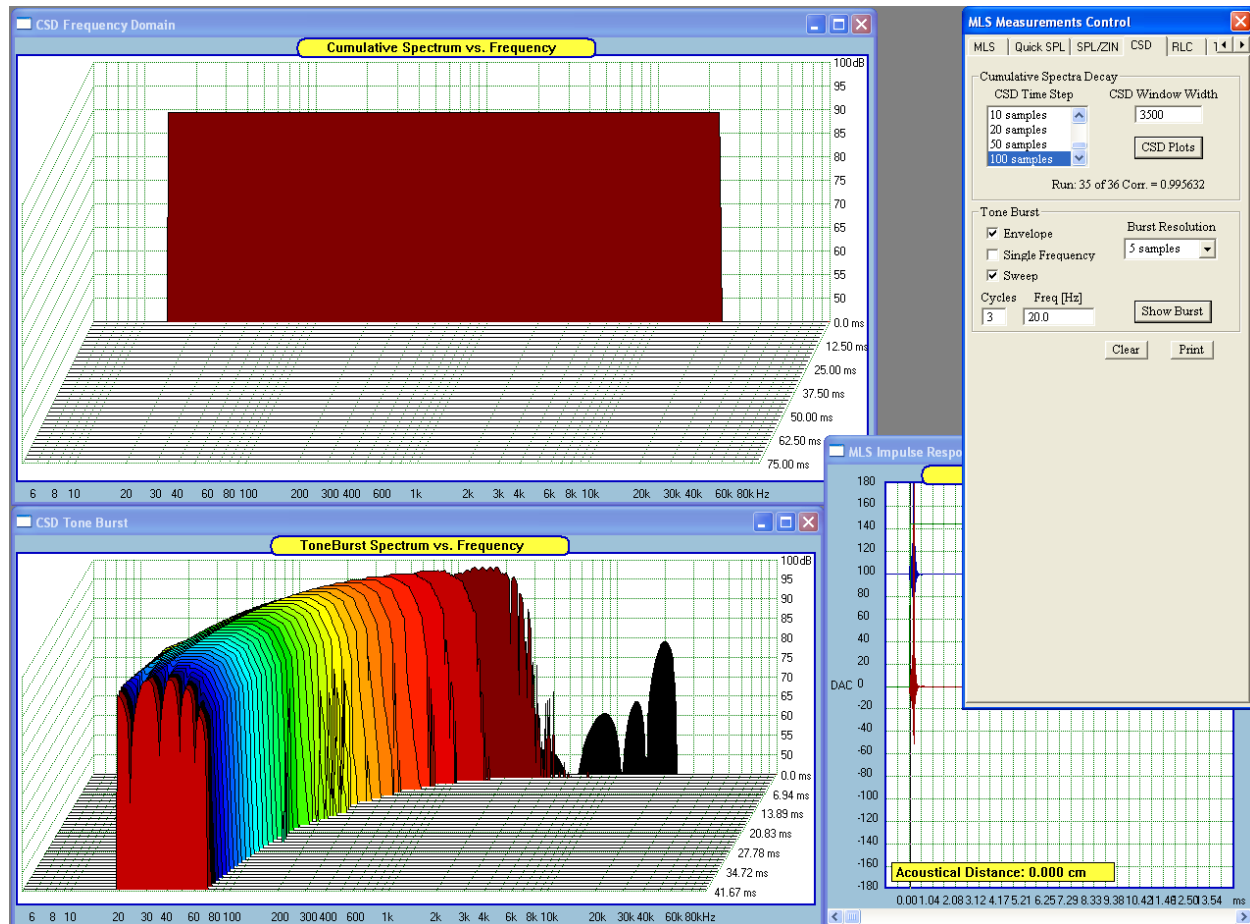 CSD Frequency Domain
Cumulative Spectrum vs. Frequency
100dB
95
90
85
80
75
70
65
60
55
50
0.0 ms
12.50 ms
25.00 ms
37.50 ms
50.00 ms
62.50 ms
75.00 ms
6 8 10 20 30 40 60 80 100 200 300 400 600 1k 2k 3k 4k 6k 8k 10k 20k 30k 40k 60k 80k Hz
CSD Tone Burst
ToneBurst Spectrum vs. Frequency
100dB
95
90
85
80
75
70
65
60
55
50
0.0 ms
6.94 ms
13.89 ms
20.83 ms
27.78 ms
34.72 ms
41.67 ms
6 8 10 20 30 40 60 80 100 200 300 400 600 1k 2k 3k 4k 6k 8k 10k 20k 30k 40k 60k 80k Hz
MLS Impulse Respo
180
160
140
120
100
80
60
40
20
DAC 0
-20
-40
-60
-80
-100
-120
-140
-160
-180
Acoustical Distance: 0.000 cm
0.00 1.04 2.08 3.12 4.17 5.21 6.25 7.29 8.33 9.38 10.42 11.46 12.50 13.54 ms
MLS Measurements Control
MLS Quick SPL SPL/ZIN CSD RLC
Cumulative Spectra Decay
CSD Time Step CSD Window Width
10 samples
20 samples
50 samples
100 samples
3500
CSD Plots
Run: 35 of 36 Corr. = 0.995632
Tone Burst
Envelope
Single Frequency
Sweep
Burst Resolution
5 samples
Cycles Freq [Hz]
3 20.0
Show Burst
Clear Print